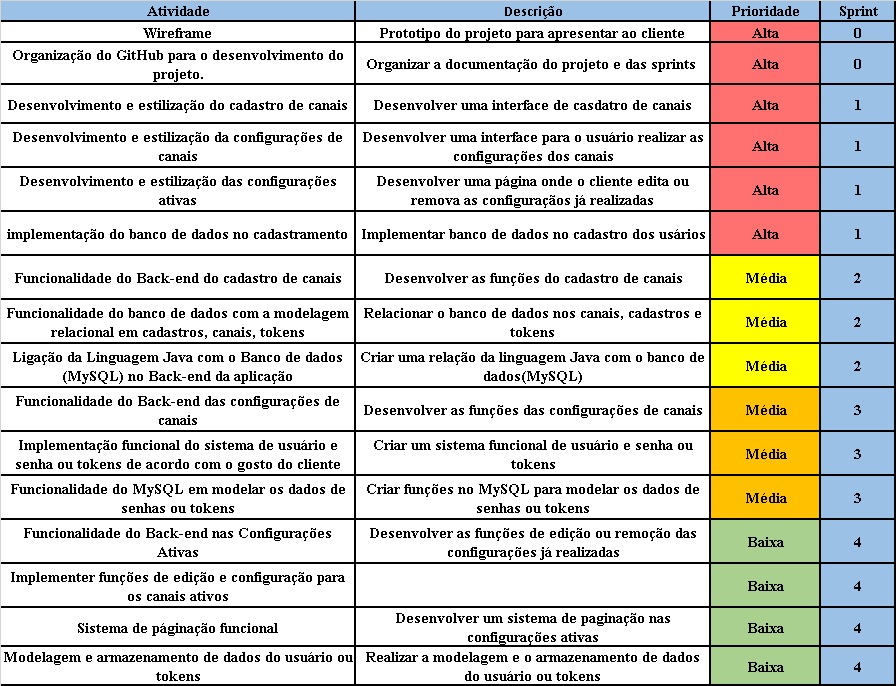 Atividade Descrição Prioridade Sprint
Wireframe Prototipo do projeto para apresentar ao cliente Alta 0
Organização do GitHub para o desenvolvimento do
projeto. Organizar a documentação do projeto e das sprints Alta 0
Desenvolvimento e estilização do cadastro de canais Desenvolver uma interface de casdatro de canais Alta 1
Desenvolvimento e estilização da configurações de Desenvolver uma interface para o usuário realizar as
canais configurações dos canais Alta 1
Desenvolvimento e estilização das configurações Desenvolver uma página onde o cliente edita ou
ativas remova as configuraçãos já realizadas Alta 1
implementação do banco de dados no cadastramento Implementar banco de dados no cadastro dos usários Alta 1
Funcionalidade do Back-end do cadastro de canais Desenvolver as funções do cadastro de canais Média 2
Funcionalidade do banco de dados com a modelagem Relacionar o banco de dados nos canais, cadastros e
relacional em cadastros, canais, tokens tokens Média 2
Ligação da Linguagem Java com o Banco de dados Criar uma relação da linguagem Java com o banco de
(MySQL) no Back-end da aplicação dados(MySQL) Média 2
Funcionalidade do Back-end das configurações de
canais Desenvolver as funções das configurações de canais Média 3
Implementação funcional do sistema de usuário e Criar um sistema funcional de usuário e senha ou
senha ou tokens de acordo com o gosto do cliente tokens Média 3
Funcionalidade do MySQL em modelar os dados de Criar funções no MySQL para modelar os dados de
senhas ou tokens senhas ou tokens Média 3
Funcionalidade do Back-end nas Configurações Desenvolver as funções de edição ou remoção das
Ativas configurações já realizadas Baixa 4
Implementer funções de edição e configuração para
os canais ativos Baixa 4
Sistema de páginação funcional Desenvolver um sistema de paginação nas
configurações ativas Baixa 4
Modelagem e armazenamento de dados do usuário ou Realizar a modelagem e o armazenamento de dados
tokens do usuário ou tokens Baixa 4